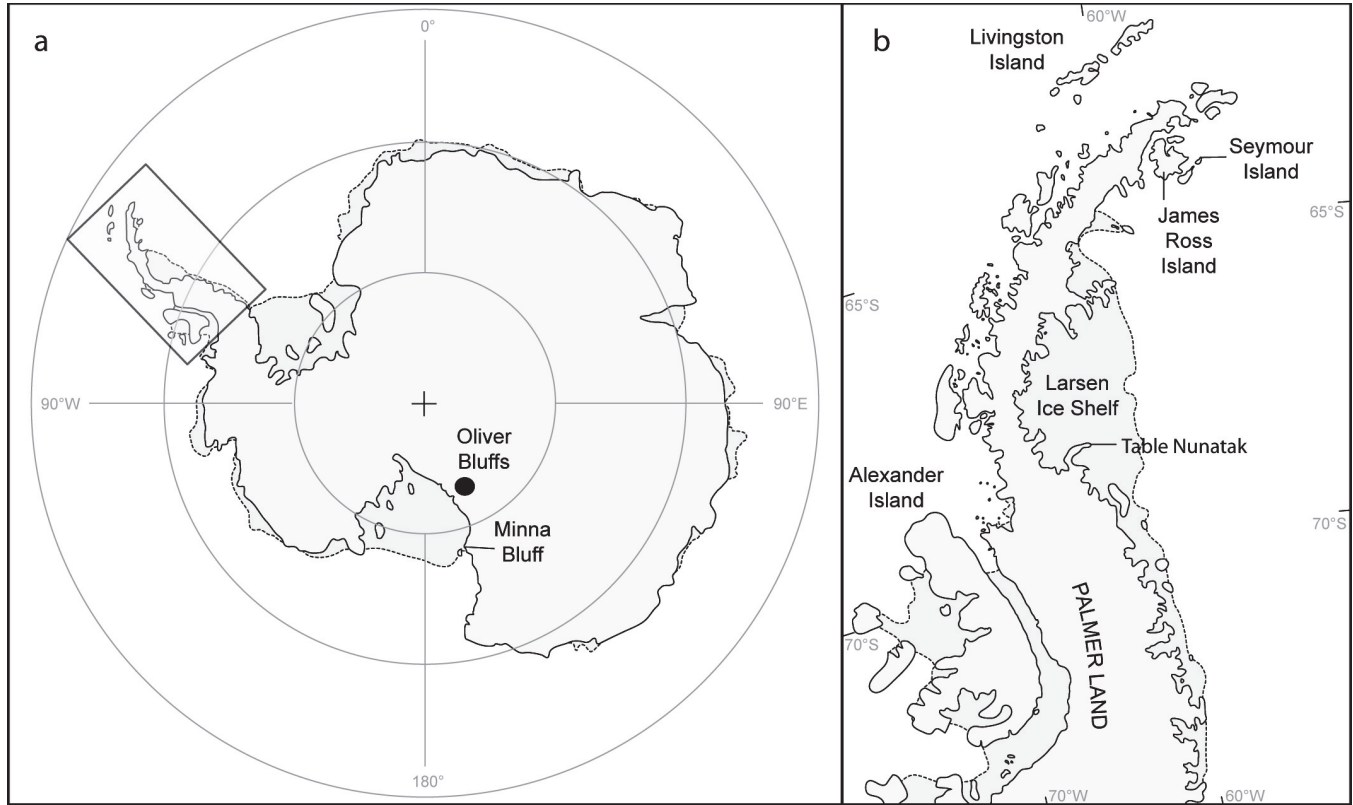 a
0°
90°W
90°E
Oliver
Bluffs
Minna
Bluff
180°
b
60°W
Livingston
Island
Seymour
Island
65°S
James
Ross
Island
65°S
Larsen
Ice Shelf
Table Nunatak
Alexander
Island
70°S
PALMER LAND
70°S
70°W
60°W